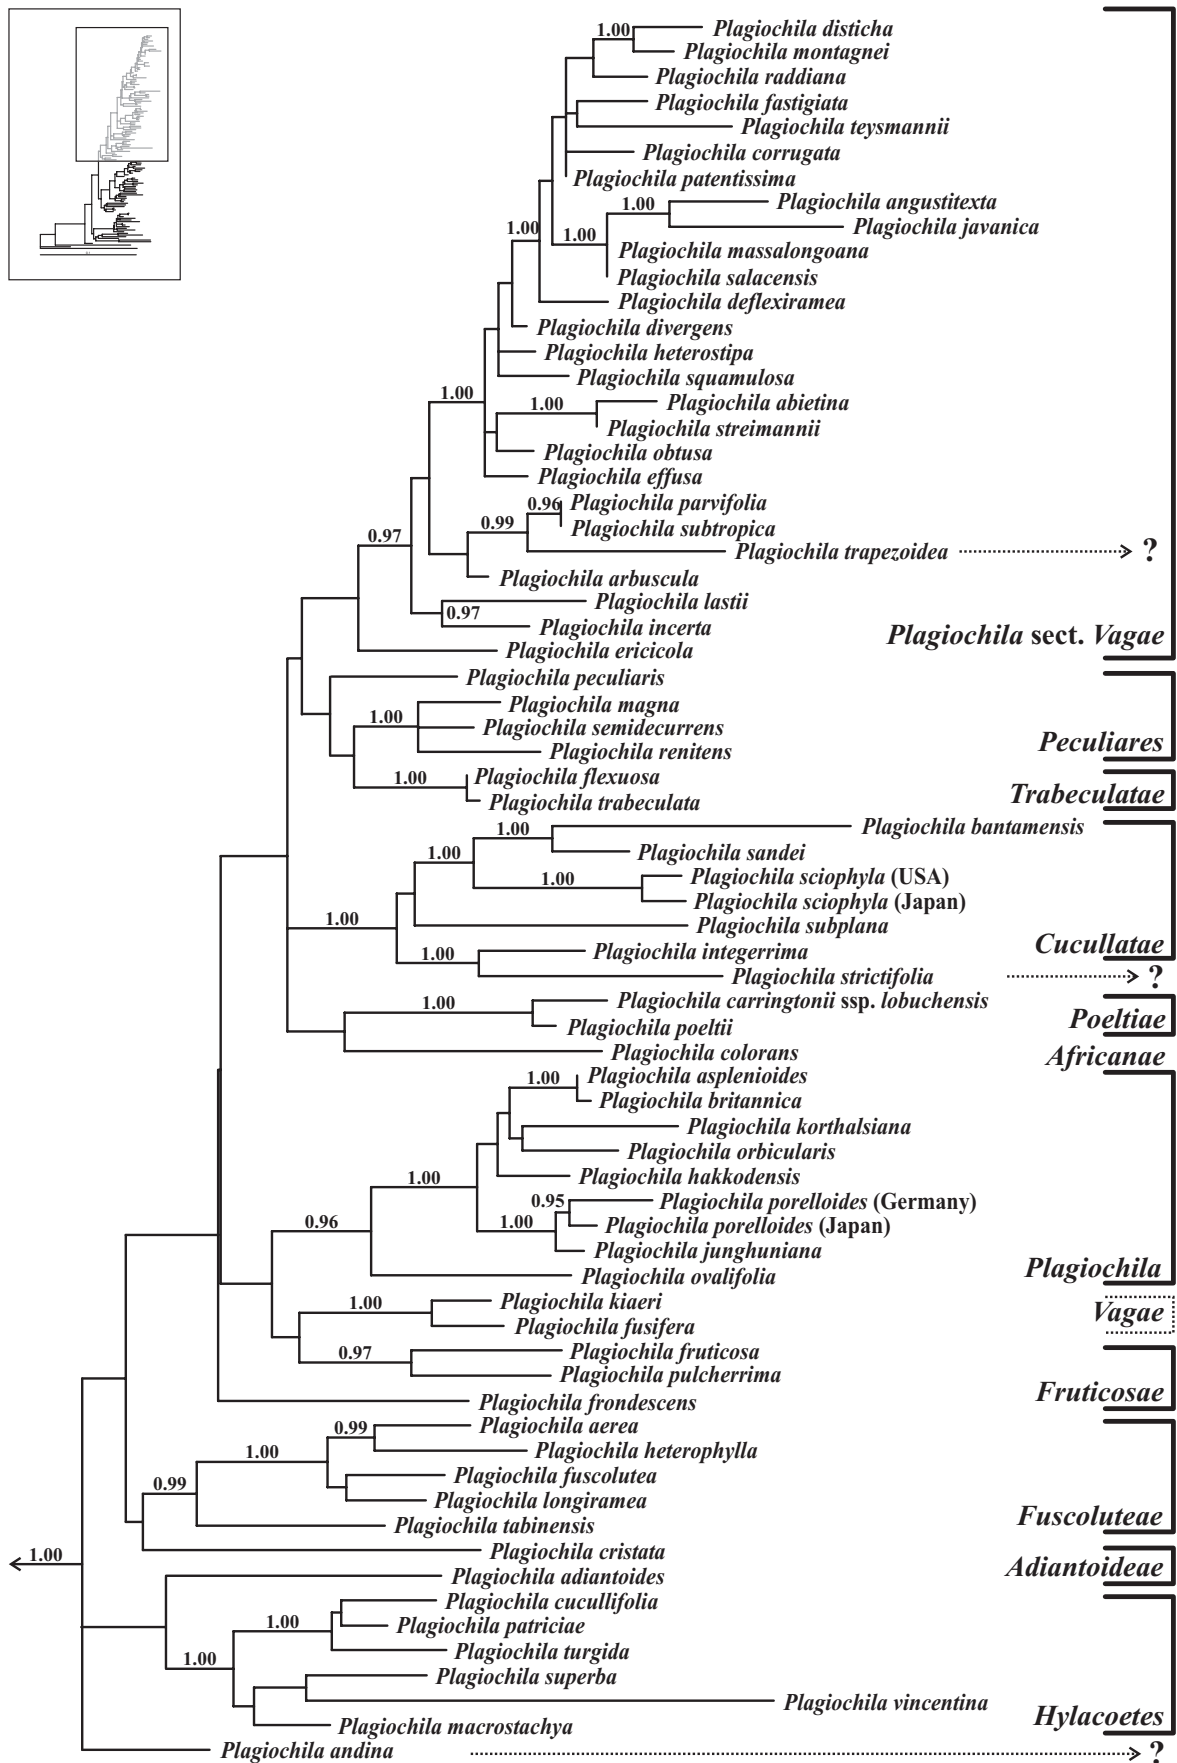 1.00
Plagiochila disticha
Plagiochila montagnei
Plagiochila raddiana
Plagiochila fastigiata
Plagiochila teysmannii
Plagiochila corrugata
Plagiochila patentissima
1.00
Plagiochila angustitexta
Plagiochila javanica
1.00
1.00
Plagiochila massalongoana
Plagiochila salacensis
Plagiochila deflexiramea
Plagiochila divergens
Plagiochila heterostipa
Plagiochila squamulosa
1.00
1.00
Plagiochila abietina
Plagiochila streimannii
Plagiochila obtusa
Plagiochila effusa
0.96
Plagiochila parvifolia
0.99
Plagiochila subtropica
0.97
Plagiochila trapezoidea ?
Plagiochila arbuscula
Plagiochila lastii
0.97
Plagiochila incerta
Plagiochila sect. Vagae
Plagiochila ericicola
Plagiochila peculiaris
Plagiochila magna
1.00
Plagiochila semidecurrens
Plagiochila renitens
Peculiares
1.00
Plagiochila flexuosa
Plagiochila trabeculata
Trabeculatae
1.00
Plagiochila bantamensis
1.00
Plagiochila sandei
1.00
Plagiochila sciophyla (USA)
Plagiochila sciophyla (Japan)
1.00
Plagiochila subplana
Cucullatae
1.00
Plagiochila integerrima
Plagiochila strictifolia ?
1.00
Plagiochila carringtonii ssp. lobuchensis
Plagiochila poeltii
Poeltiae
Plagiochila colorans
Africanae
1.00
Plagiochila asplenioides
Plagiochila britannica
Plagiochila korthalsiana
Plagiochila orbicularis
1.00
Plagiochila hakkodensis
0.95
Plagiochila porelloides (Germany)
0.96
1.00
Plagiochila porelloides (Japan)
Plagiochila junghuniana
Plagiochila ovalifolia
Plagiochila
1.00
Plagiochila kiaeri
Plagiochila fusifera
Vagae
0.97
Plagiochila fruticosa
Plagiochila pulcherrima
Fruticosae
Plagiochila frondescens
0.99
Plagiochila aerea
1.00
Plagiochila heterophylla
0.99
Plagiochila fuscolutea
Plagiochila longiramea
Fuscoluteae
Plagiochila tabinensis
1.00
Plagiochila cristata
Plagiochila adiantoides
Adiantoideae
Plagiochila cucullifolia
1.00
Plagiochila patriciae
Plagiochila turgida
1.00
Plagiochila superba
Plagiochila vincentina
Plagiochila macrostachya
Hylacoetes
Plagiochila andina ?